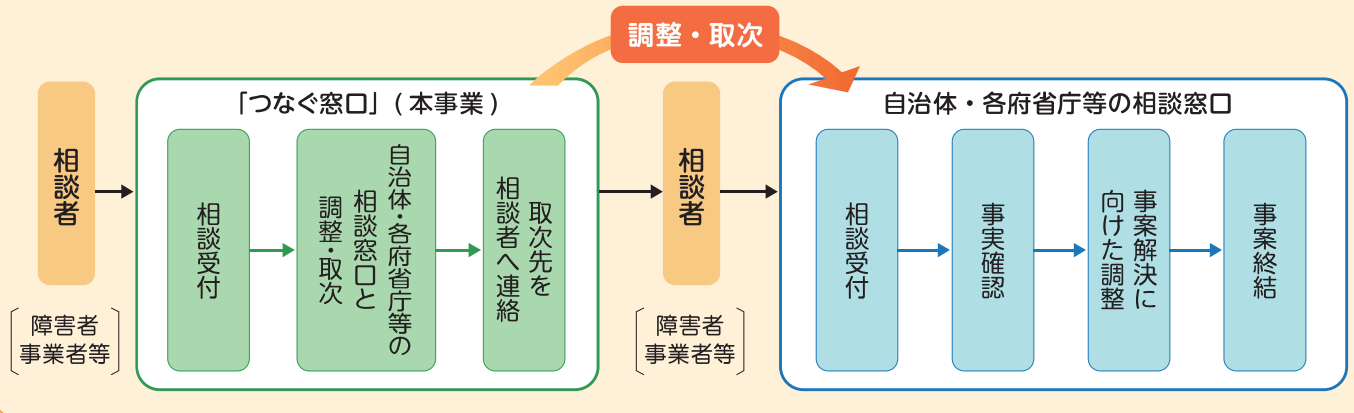 調整・取次
相談者
障害者
事業者等
「つなぐ窓口」(本事業)
相談受付
自治体・各府省庁等の
相談窓口と
調整・取次
取次先を
相談者へ連絡
相談者
障害者
事業者等
自治体・各府省庁等の相談窓口
相談受付
事実確認
事案解決に
向けた調整
事案終結